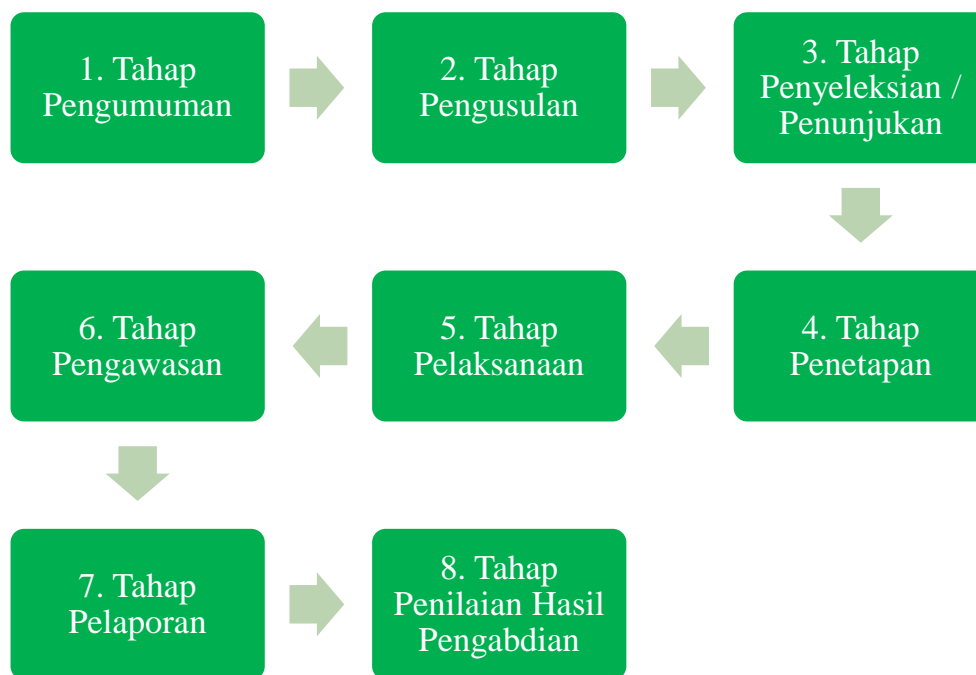 1. Tahap
Pengumuman
2. Tahap
Pengusulan
3. Tahap
Penyeleksian /
Penunjukan
4. Tahap
Penetapan
5. Tahap
Pelaksanaan
6. Tahap
Pengawasan
7. Tahap
Pelaporan
8. Tahap
Penilaian Hasil
Pengabdian